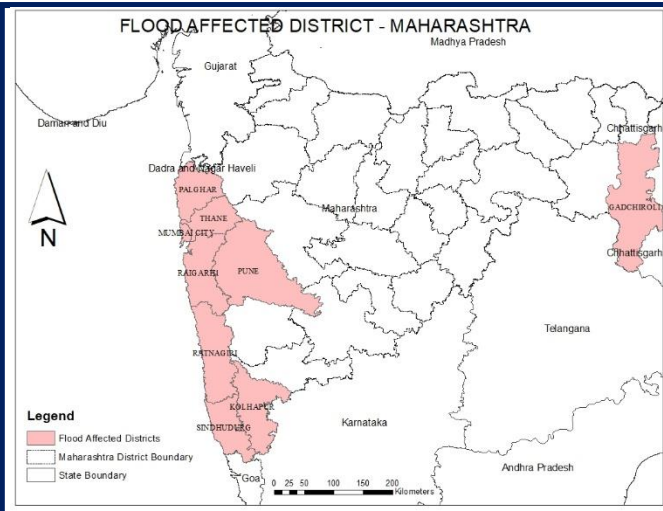 FLOOD AFFECTED DISTRICT - MAHARASHTRA
Madhya Pradesh
Gujarat
Daman and Diu
Chhattisgarh
Dadra and Nagar Haveli
PALGHAR
Maharashtra
GADCHIROLI
THANE
MUMBAI CITY
N
Chhattisgarh
RAIGARH
PUNE
Telangana
RATNAGIRI
KOLHAPUR
Legend
Karnataka
SINDHUDURG
Flood Affected Districts
Maharashtra District Boundary
Andhra Pradesh
State Boundary
Goa
0 25 50 100 150 200
Kilometers